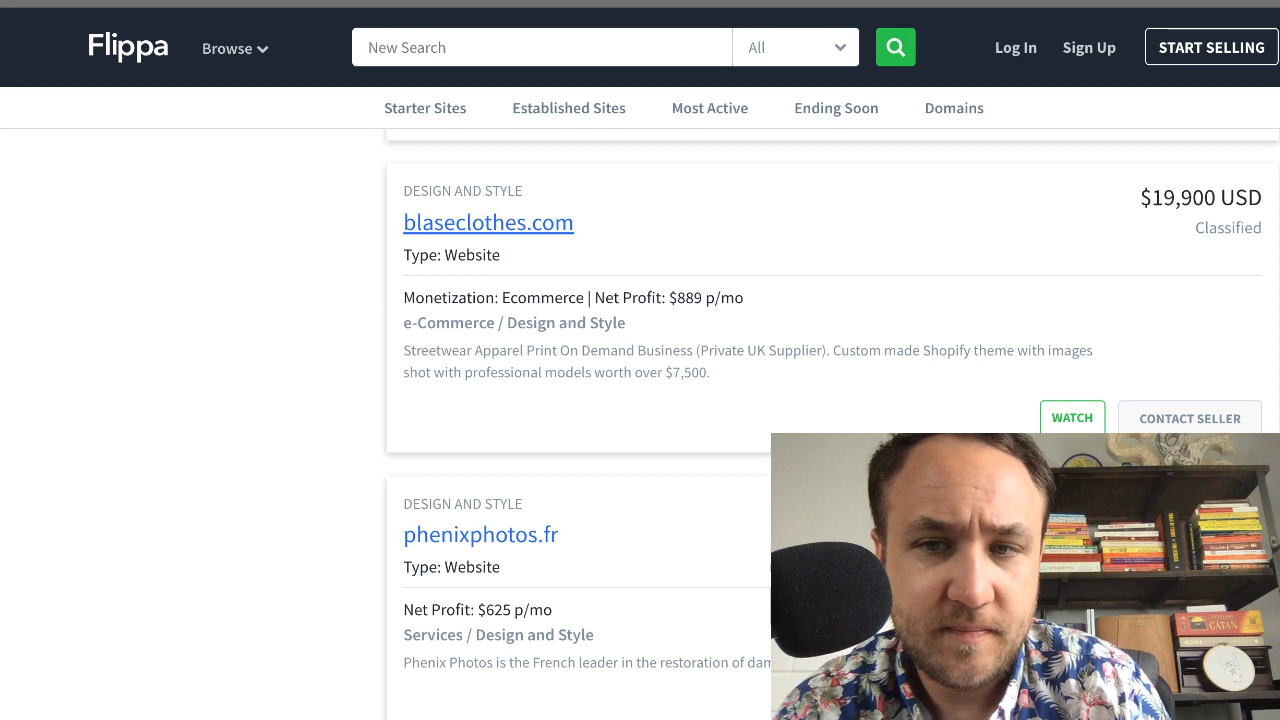 Flippa
Browse
New Search
All
Log In
Sign Up
START SELLING
Starter Sites
Established Sites
Most Active
Ending Soon
Domains
DESIGN AND STYLE
$19,900 USD
blaseclothes.com
Classified
Type: Website
Monetization: Ecommerce | Net Profit: $889 p/mo
e-Commerce / Design and Style
Streetwear Apparel Print On Demand Business (Private UK Supplier). Custom made Shopify theme with images
shot with professional models worth over $7,500.
WATCH
CONTACT SELLER
DESIGN AND STYLE
phenixphotos.fr
Type: Website
Net Profit: $625 p/mo
Services / Design and Style
Phenix Photos is the French leader in the restoration of dam
CATAN